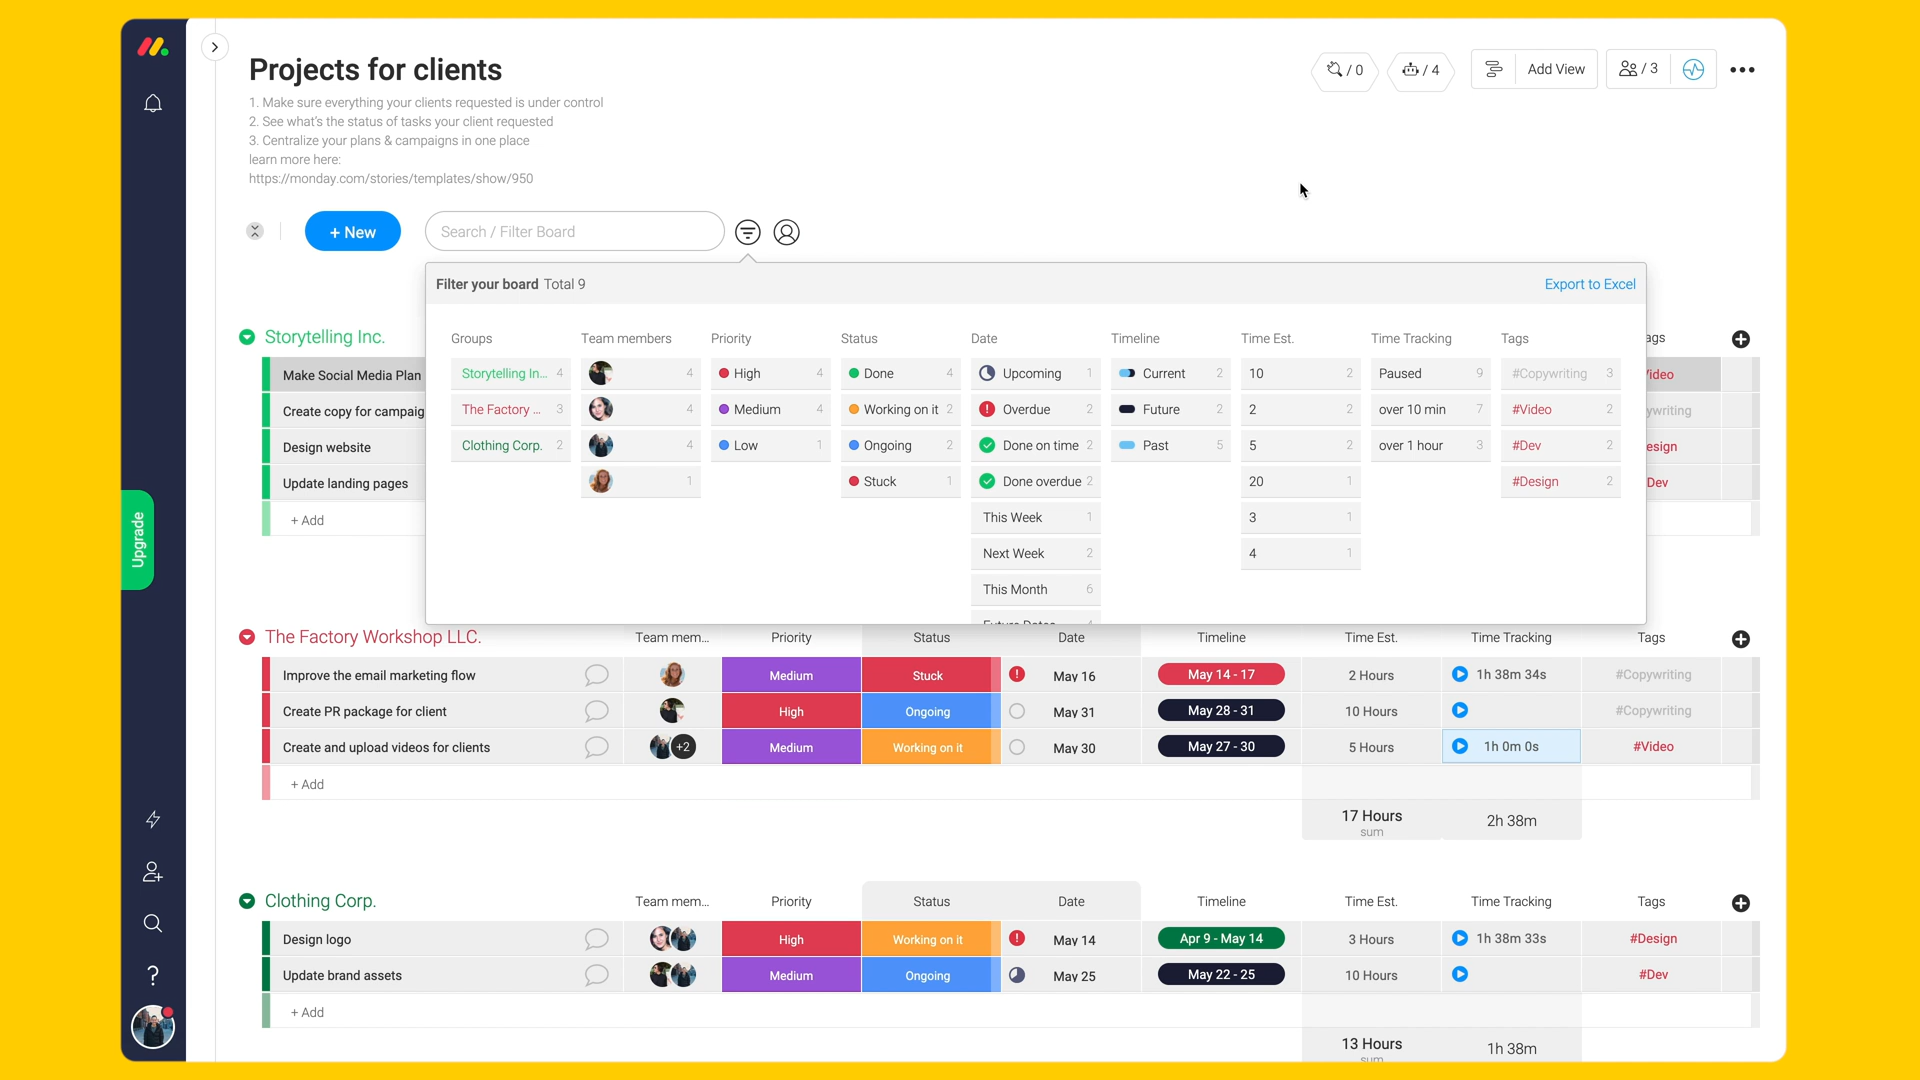 Projects for clients
/ 0
/ 4
Add View
/ 3
1. Make sure everything your clients requested is under control
2. See what's the status of tasks your client requested
3. Centralize your plans & campaigns in one place
learn more here:
https://monday.com/stories/templates/show/950
+ New
Search / Filter Board
Filter your board Total 9
Export to Excel
Groups Team members Priority Status Date Timeline Time Est. Time Tracking Tags
Storytelling In... 4 4 High 4 Done 4 Upcoming 1 Current 2 10 2 Paused 9 #Copywriting 3
The Factory ... 3 4 Medium 4 Working on it 2 Overdue 2 Future 2 2 2 over 10 min 7 #Video 2
Clothing Corp. 2 4 Low 1 Ongoing 2 Done on time 2 Past 5 5 2 over 1 hour 3 #Dev 2
1 Stuck 1 Done overdue 2 20 1 #Design 2
This Week 1 3 1
Next Week 2 4 1
This Month 6
Storytelling Inc. ags
Make Social Media Plan ideo
Create copy for campaig ywriting
Design website esign
Update landing pages Dev
+ Add
Upgrade
The Factory Workshop LLC. Team mem... Priority Status Date Timeline Time Est. Time Tracking Tags
Improve the email marketing flow Medium Stuck May 16 May 14 - 17 2 Hours 1h 38m 34s #Copywriting
Create PR package for client High Ongoing May 31 May 28 - 31 10 Hours #Copywriting
Create and upload videos for clients +2 Medium Working on it May 30 May 27 - 30 5 Hours 1h 0m 0s #Video
+ Add
17 Hours 2h 38m
sum
Clothing Corp. Team mem... Priority Status Date Timeline Time Est. Time Tracking Tags
Design logo High Working on it May 14 Apr 9 - May 14 3 Hours 1h 38m 33s #Design
Update brand assets Medium Ongoing May 25 May 22 - 25 10 Hours #Dev
+ Add
13 Hours 1h 38m
sum